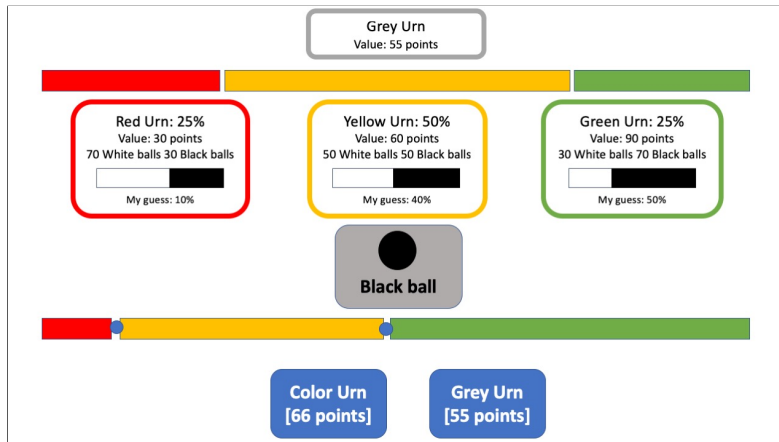 Grey Urn
Value: 55 points
Red Urn: 25%
Value: 30 points
70 White balls 30 Black balls
My guess: 10%
Yellow Urn: 50%
Value: 60 points
50 White balls 50 Black balls
My guess: 40%
Green Urn: 25%
Value: 90 points
30 White balls 70 Black balls
My guess: 50%
Black ball
Color Urn
[66 points]
Grey Urn
[55 points]